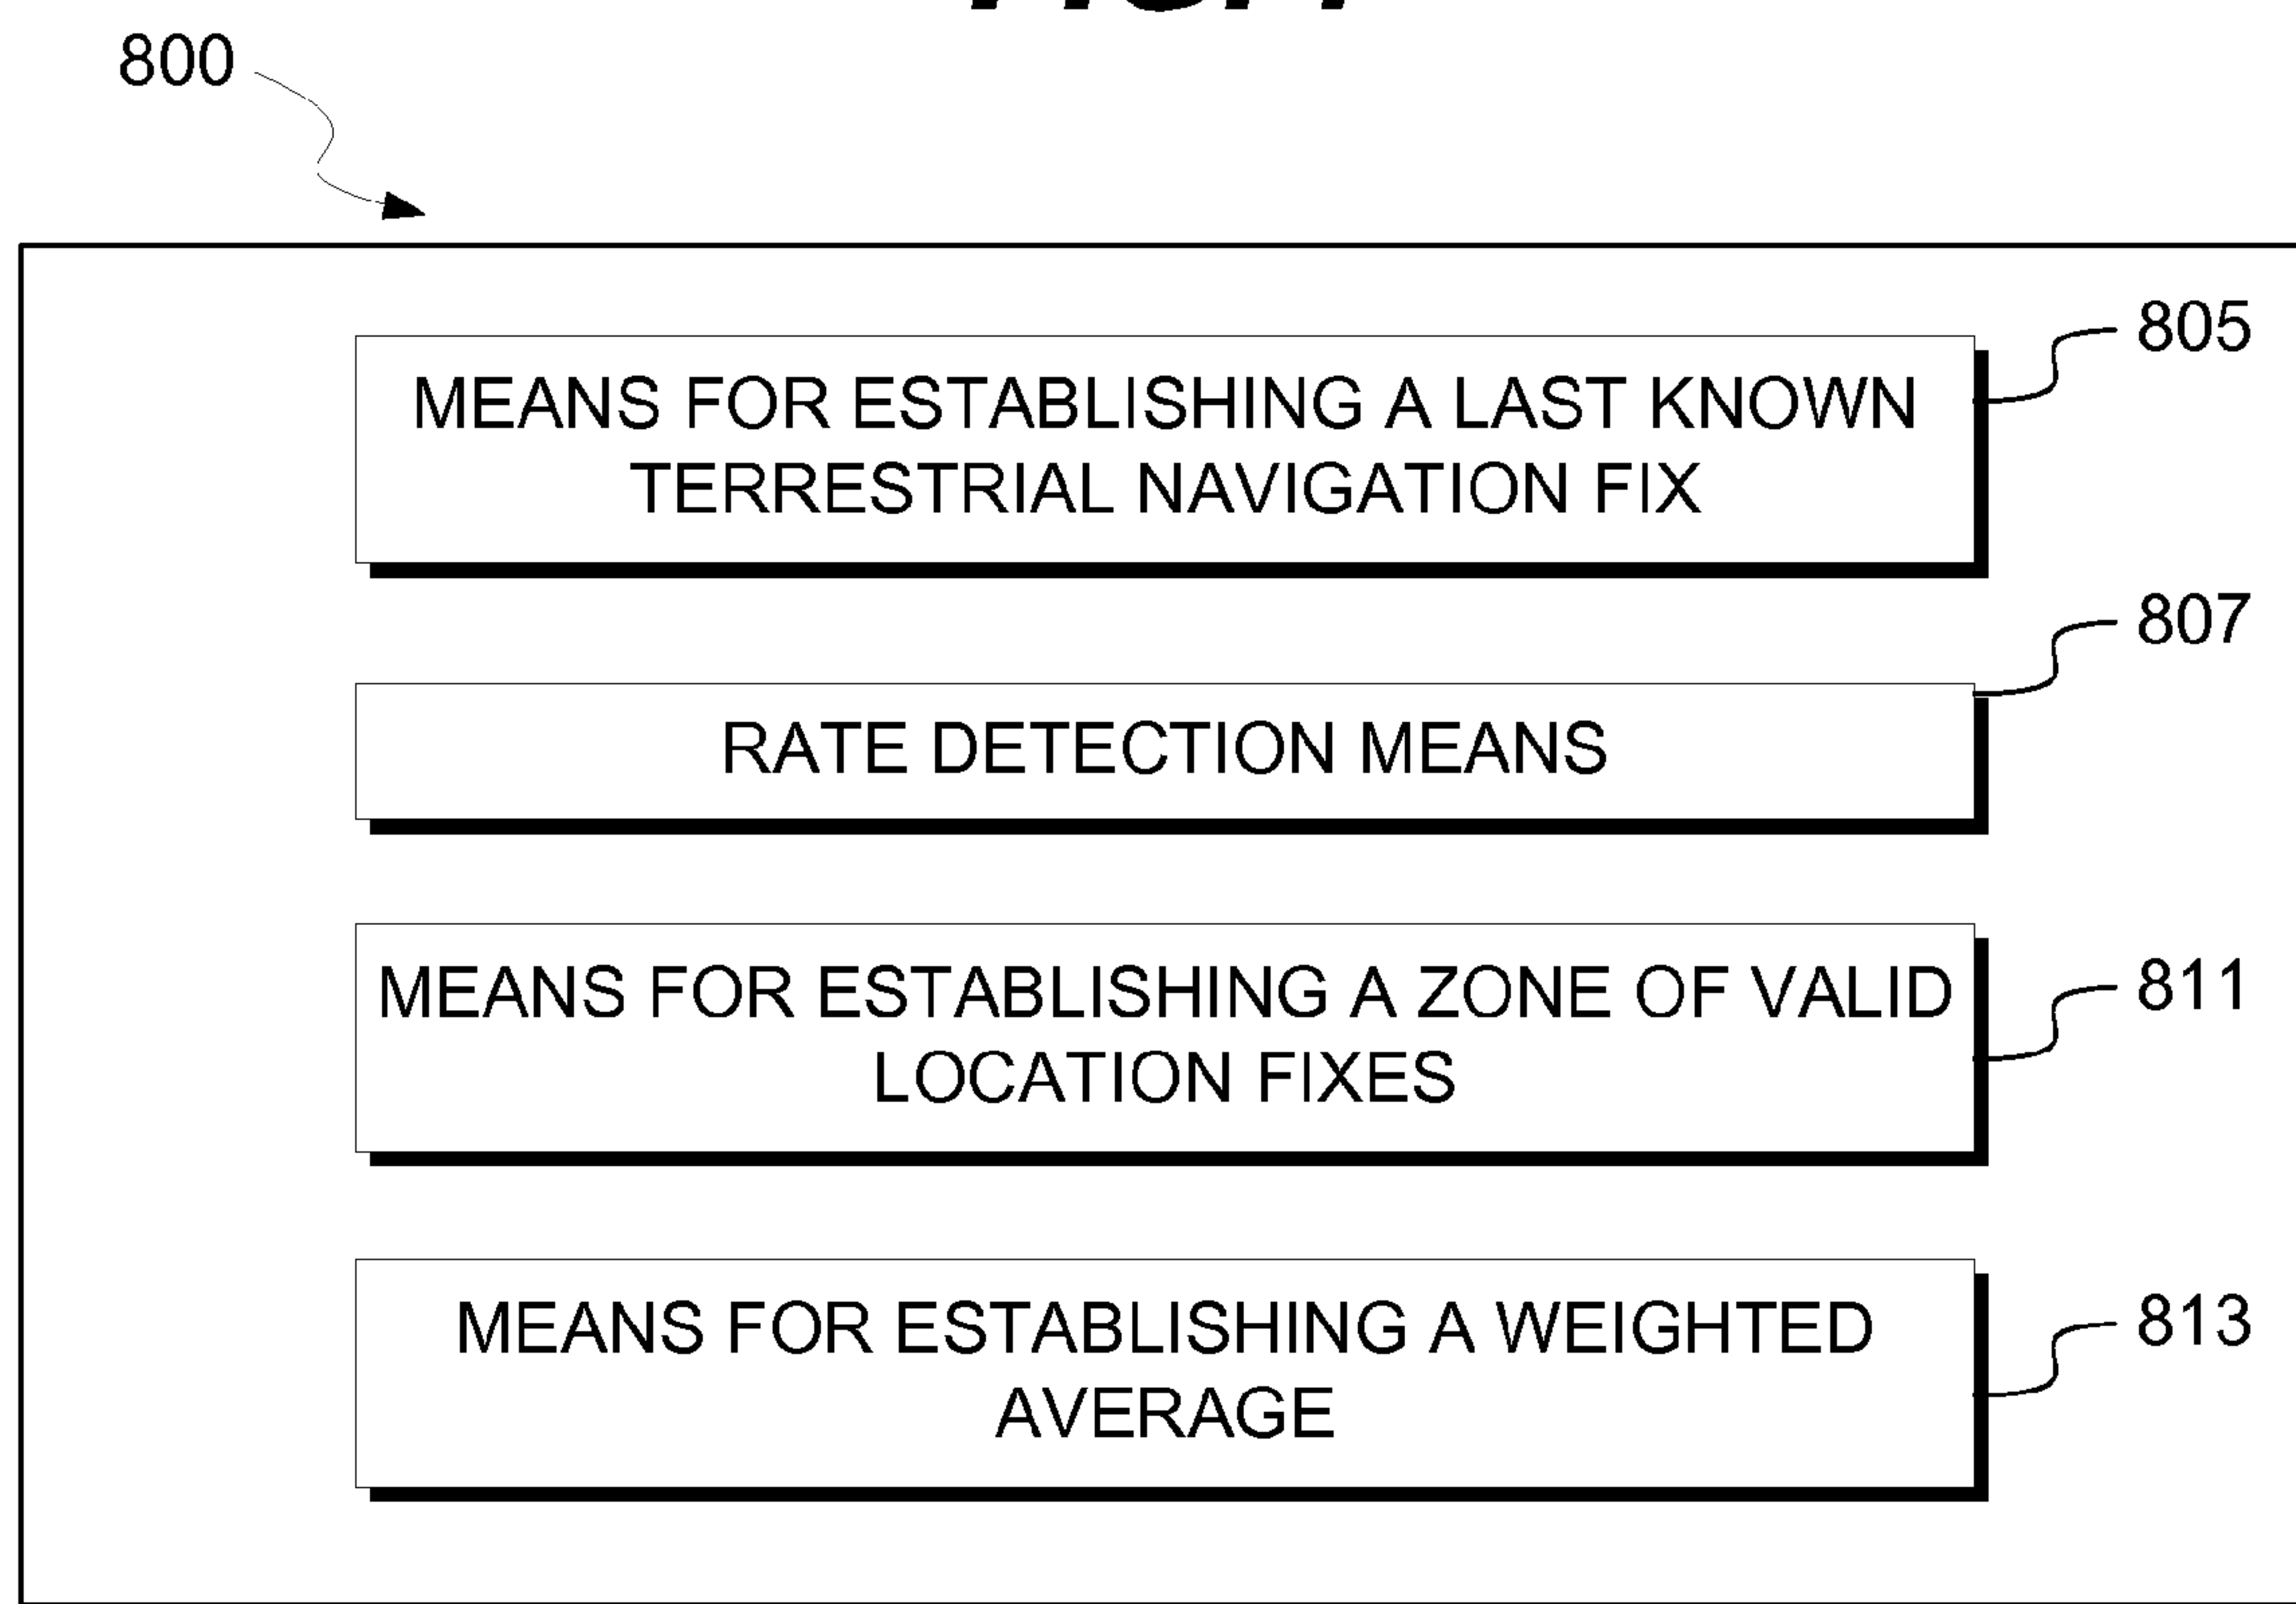 800
805
MEANS FOR ESTABLISHING A LAST KNOWN
TERRESTRIAL NAVIGATION FIX
807
RATE DETECTION MEANS
MEANS FOR ESTABLISHING A ZONE OF VALID
811
LOCATION FIXES
813
MEANS FOR ESTABLISHING A WEIGHTED
AVERAGE